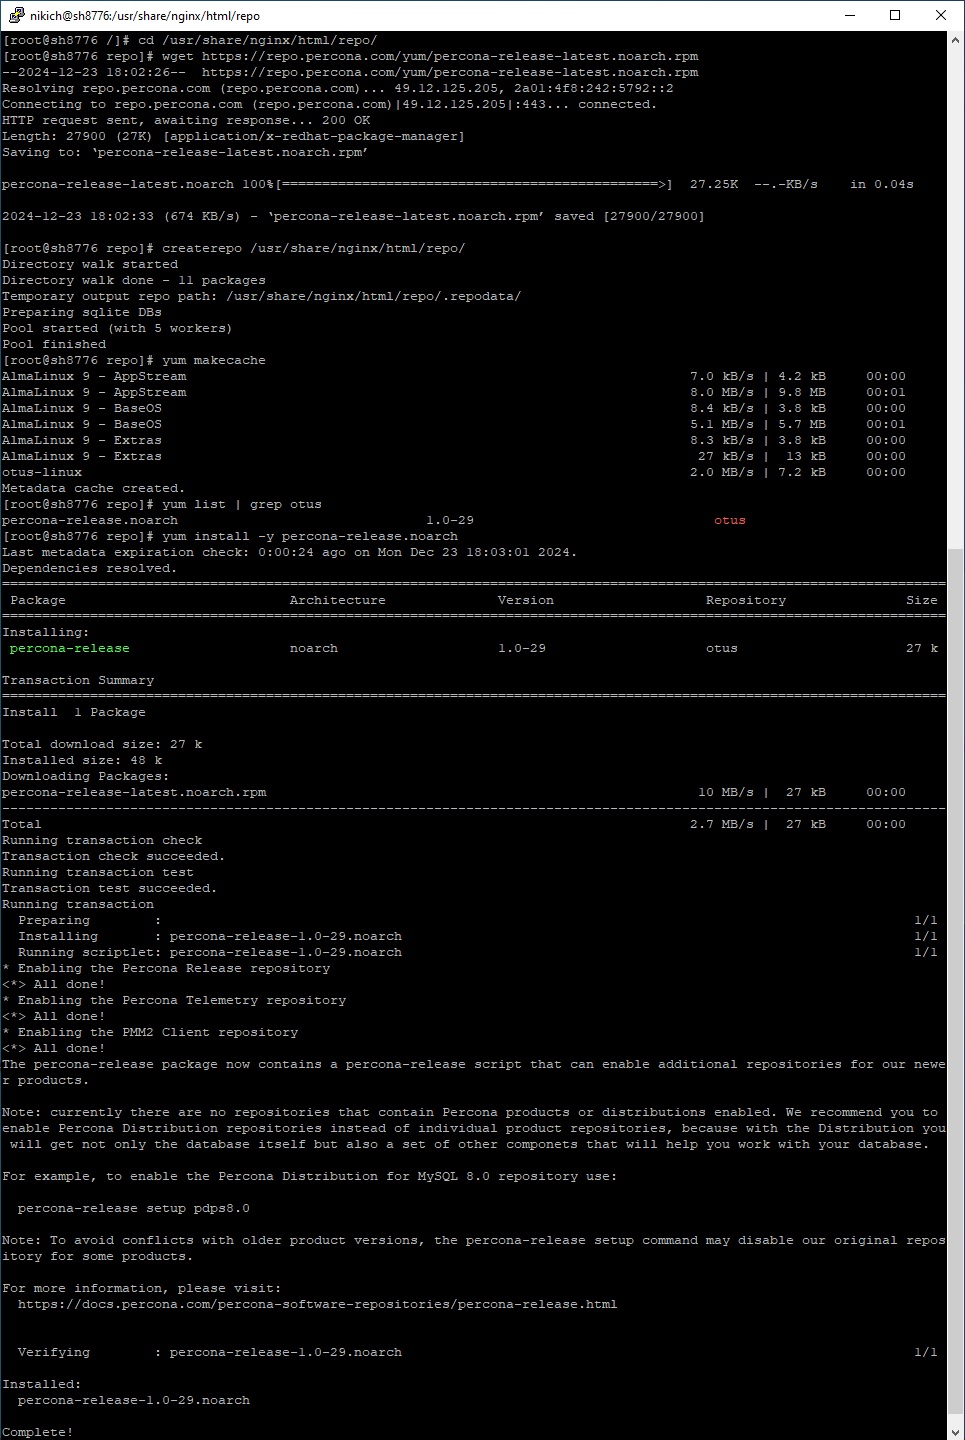 nikich@sh8776:/usr/share/nginx/html/repo
[root@sh8776 /]# cd /usr/share/nginx/html/repo/
[root@sh8776 repo]# wget https://repo.percona.com/yum/percona-release-latest.noarch.rpm
--2024-12-23 18:02:26--  https://repo.percona.com/yum/percona-release-latest.noarch.rpm
Resolving repo.percona.com (repo.percona.com)... 49.12.125.205, 2a01:4f8:242:5792::2
Connecting to repo.percona.com (repo.percona.com)|49.12.125.205|:443... connected.
HTTP request sent, awaiting response... 200 OK
Length: 27900 (27K) [application/x-redhat-package-manager]
Saving to: ‘percona-release-latest.noarch.rpm’
percona-release-latest.noarch 100%[===============================================>]  27.25K  --.-KB/s    in 0.04s
2024-12-23 18:02:33 (674 KB/s) - ‘percona-release-latest.noarch.rpm’ saved [27900/27900]
[root@sh8776 repo]# createrepo /usr/share/nginx/html/repo/
Directory walk started
Directory walk done - 11 packages
Temporary output repo path: /usr/share/nginx/html/repo/.repodata/
Preparing sqlite DBs
Pool started (with 5 workers)
Pool finished
[root@sh8776 repo]# yum makecache
AlmaLinux 9 - AppStream 7.0 kB/s | 4.2 kB 00:00
AlmaLinux 9 - AppStream 8.0 MB/s | 9.8 MB 00:01
AlmaLinux 9 - BaseOS 8.4 kB/s | 3.8 kB 00:00
AlmaLinux 9 - BaseOS 5.1 MB/s | 5.7 MB 00:01
AlmaLinux 9 - Extras 8.3 kB/s | 3.8 kB 00:00
AlmaLinux 9 - Extras 27 kB/s | 13 kB 00:00
otus-linux 2.0 MB/s | 7.2 kB 00:00
Metadata cache created.
[root@sh8776 repo]# yum list | grep otus
percona-release.noarch 1.0-29 otus
[root@sh8776 repo]# yum install -y percona-release.noarch
Last metadata expiration check: 0:00:24 ago on Mon Dec 23 18:03:01 2024.
Dependencies resolved.
Package Architecture Version Repository Size
Installing:
percona-release noarch 1.0-29 otus 27 k
Transaction Summary
Install  1 Package
Total download size: 27 k
Installed size: 48 k
Downloading Packages:
percona-release-latest.noarch.rpm 10 MB/s | 27 kB 00:00
Total 2.7 MB/s | 27 kB 00:00
Running transaction check
Transaction check succeeded.
Running transaction test
Transaction test succeeded.
Running transaction
Preparing : 1/1
Installing : percona-release-1.0-29.noarch 1/1
Running scriptlet: percona-release-1.0-29.noarch 1/1
* Enabling the Percona Release repository
<*> All done!
* Enabling the Percona Telemetry repository
<*> All done!
* Enabling the PMM2 Client repository
<*> All done!
The percona-release package now contains a percona-release script that can enable additional repositories for our newe
r products.
Note: currently there are no repositories that contain Percona products or distributions enabled. We recommend you to
enable Percona Distribution repositories instead of individual product repositories, because with the Distribution you
will get not only the database itself but also a set of other componets that will help you work with your database.
For example, to enable the Percona Distribution for MySQL 8.0 repository use:
percona-release setup pdps8.0
Note: To avoid conflicts with older product versions, the percona-release setup command may disable our original repos
itory for some products.
For more information, please visit:
https://docs.percona.com/percona-software-repositories/percona-release.html
Verifying : percona-release-1.0-29.noarch 1/1
Installed:
percona-release-1.0-29.noarch
Complete!